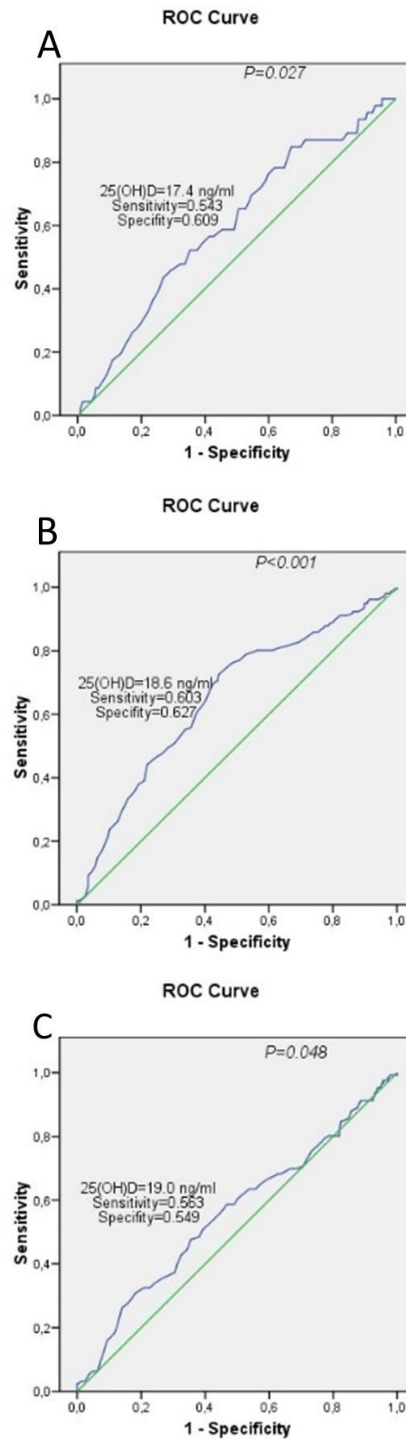 ROC Curve
A
P=0.027
1,0
0,8
25(OH)D=17.4 ng/ml
Sensitivity=0.543
Specifity=0.609
0,6
Sensitivity
0,4
0,2
0,0
0,0 0,2 0,4 0,6 0,8 1,0
1 - Specificity
ROC Curve
B
P<0.001
1,0
0,8
25(OH)D=18.6 ng/ml
Sensitivity=0.603
Specifity=0.627
0,6
Sensitivity
0,4
0,2
0,0
0,0 0,2 0,4 0,6 0,8 1,0
1 - Specificity
ROC Curve
C
P=0.048
1,0
0,8
25(OH)D=19.0 ng/ml
Sensitivity=0.553
Specifity=0.549
0,6
Sensitivity
0,4
0,2
0,0
0,0 0,2 0,4 0,6 0,8 1,0
1 - Specificity